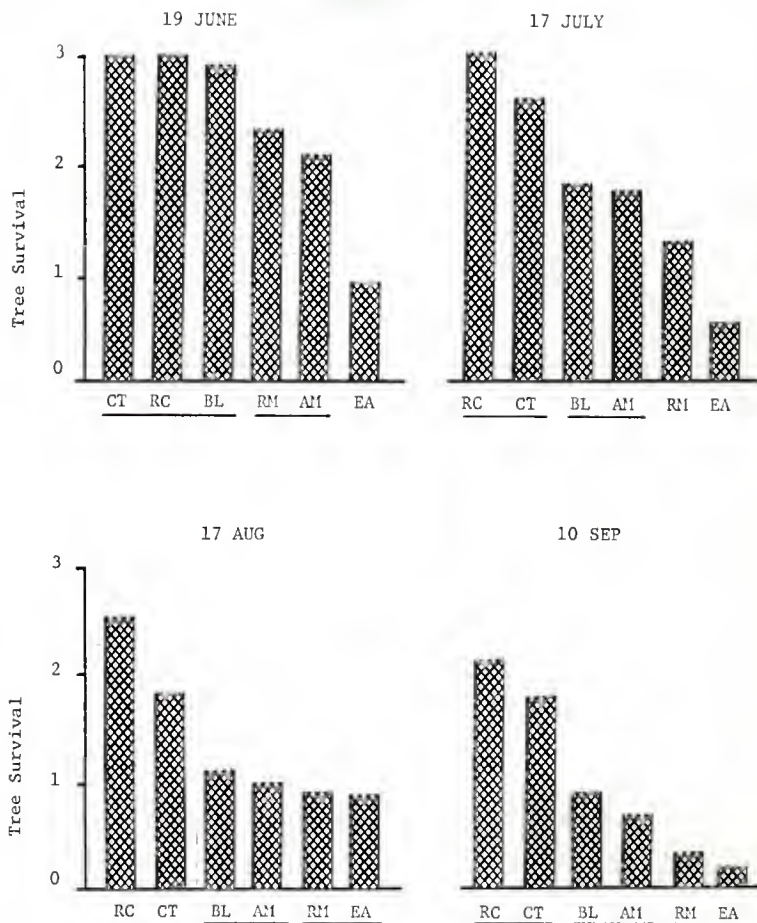 19 JUNE
17 JULY
3
2
1
0
Tree Survival
CT RC BL RM AM EA
RC CT BL AM RM EA
17 AUG
10 SEP
3
2
1
0
Tree Survival
RC CT BL AM RM EA
RC CT BL AM RM EA